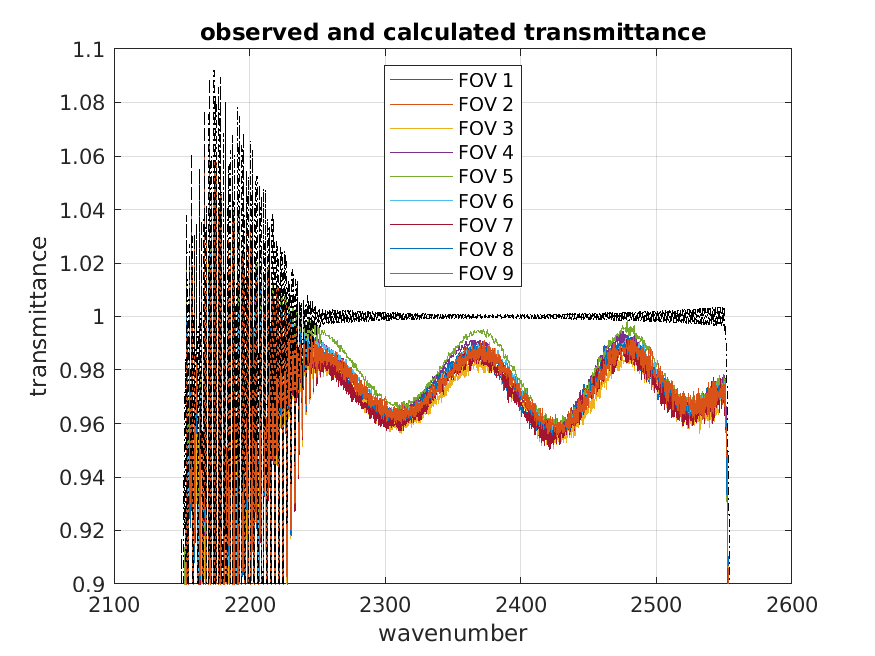 observed and calculated transmittance
1.1
1.08
1.06
1.04
1.02
1
0.98
0.96
0.94
0.92
0.9
transmittance
FOV 1
FOV 2
FOV 3
FOV 4
FOV 5
FOV 6
FOV 7
FOV 8
FOV 9
2100 2200 2300 2400 2500 2600
wavenumber